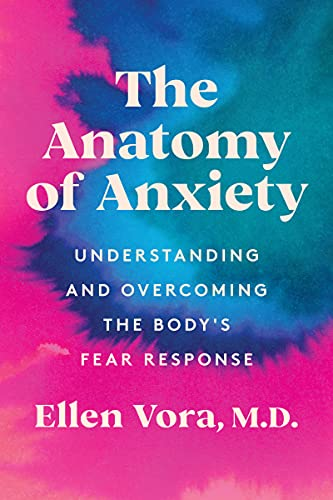 The
Anatomy
of Anxiety
UNDERSTANDING
AND OVERCOMING
THE BODY'S
FEAR RESPONSE
Ellen Vora, M.D.